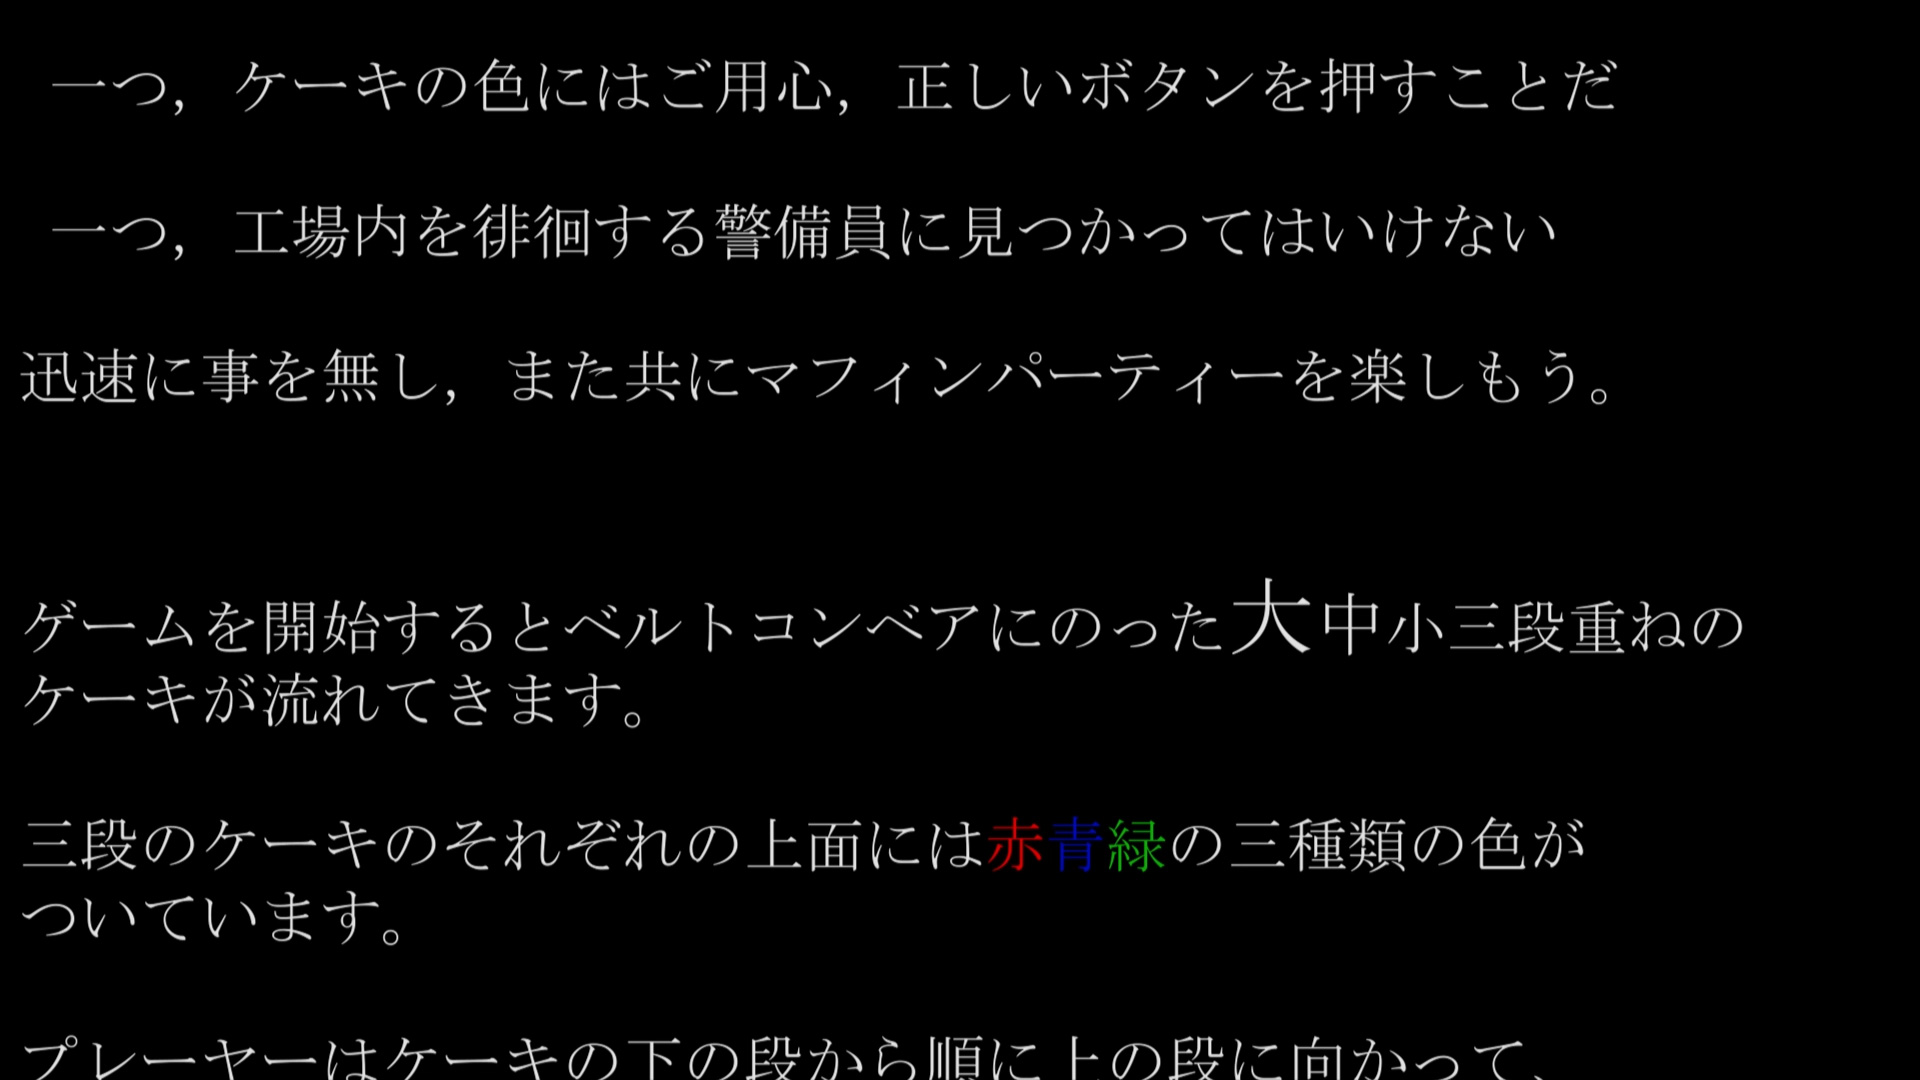 一つ，ケーキの色にはご用心，正しいボタンを押すことだ
一つ，工場内を徘徊する警備員に見つかってはいけない
迅速に事を無し，また共にマフィンパーティーを楽しもう。
ゲームを開始するとベルトコンベアにのった大中小三段重ねの
ケーキが流れてきます。
三段のケーキのそれぞれの上面には赤青緑の三種類の色が
ついています。
プレーヤーはケーキの下の段から順に上の段に向かって、